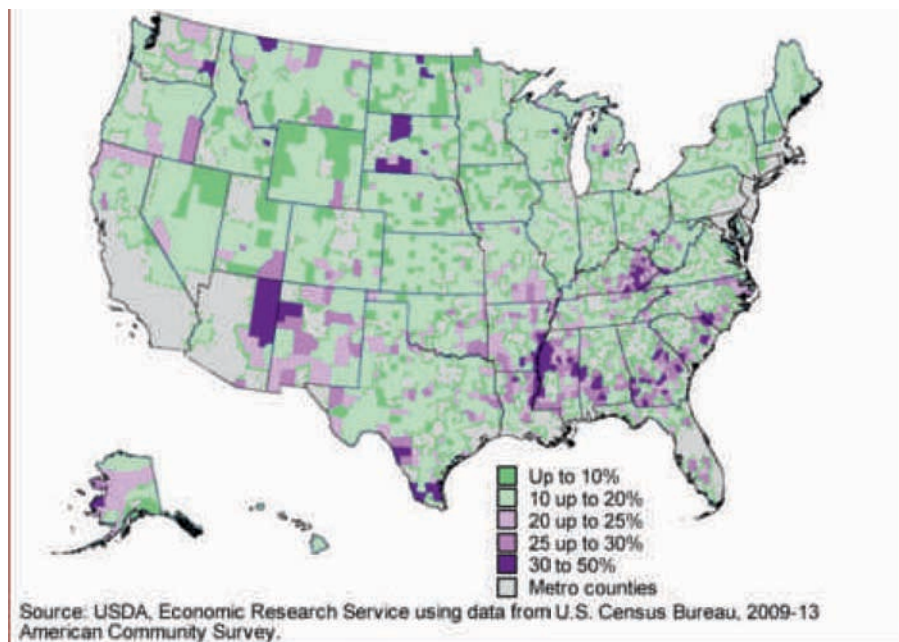 Up to 10%
10 up to 20%
20 up to 25%
25 up to 30%
30 to 50%
Metro counties
Source: USDA, Economic Research Service using data from U.S. Census Bureau, 2009-13
American Community Survey.